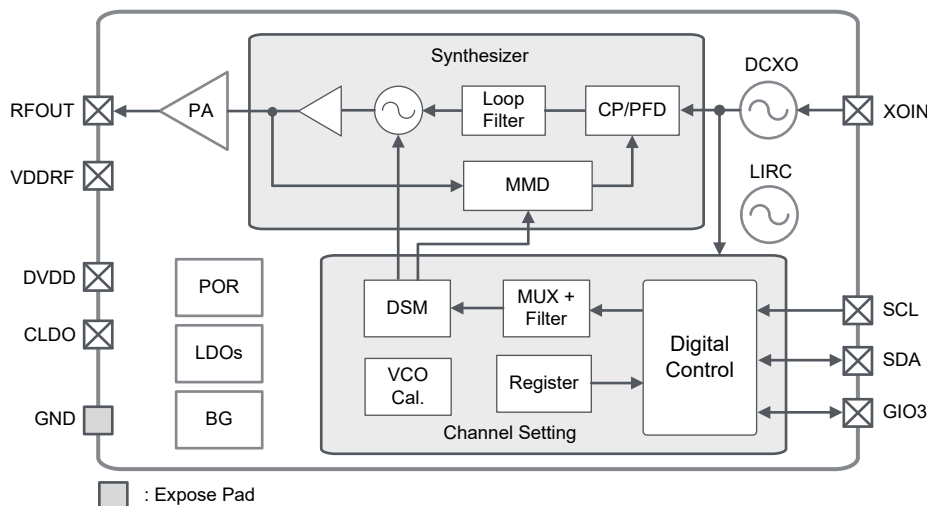 Synthesizer
DCXO
RFOUT
PA
Loop
Filter
CP/PFD
XOIN
VDDRF
MMD
LIRC
DVDD
POR
DSM
MUX +
Filter
Digital
Control
SCL
CLDO
LDOs
SDA
VCO
Cal.
Register
GND
BG
GIO3
Channel Setting
: Expose Pad